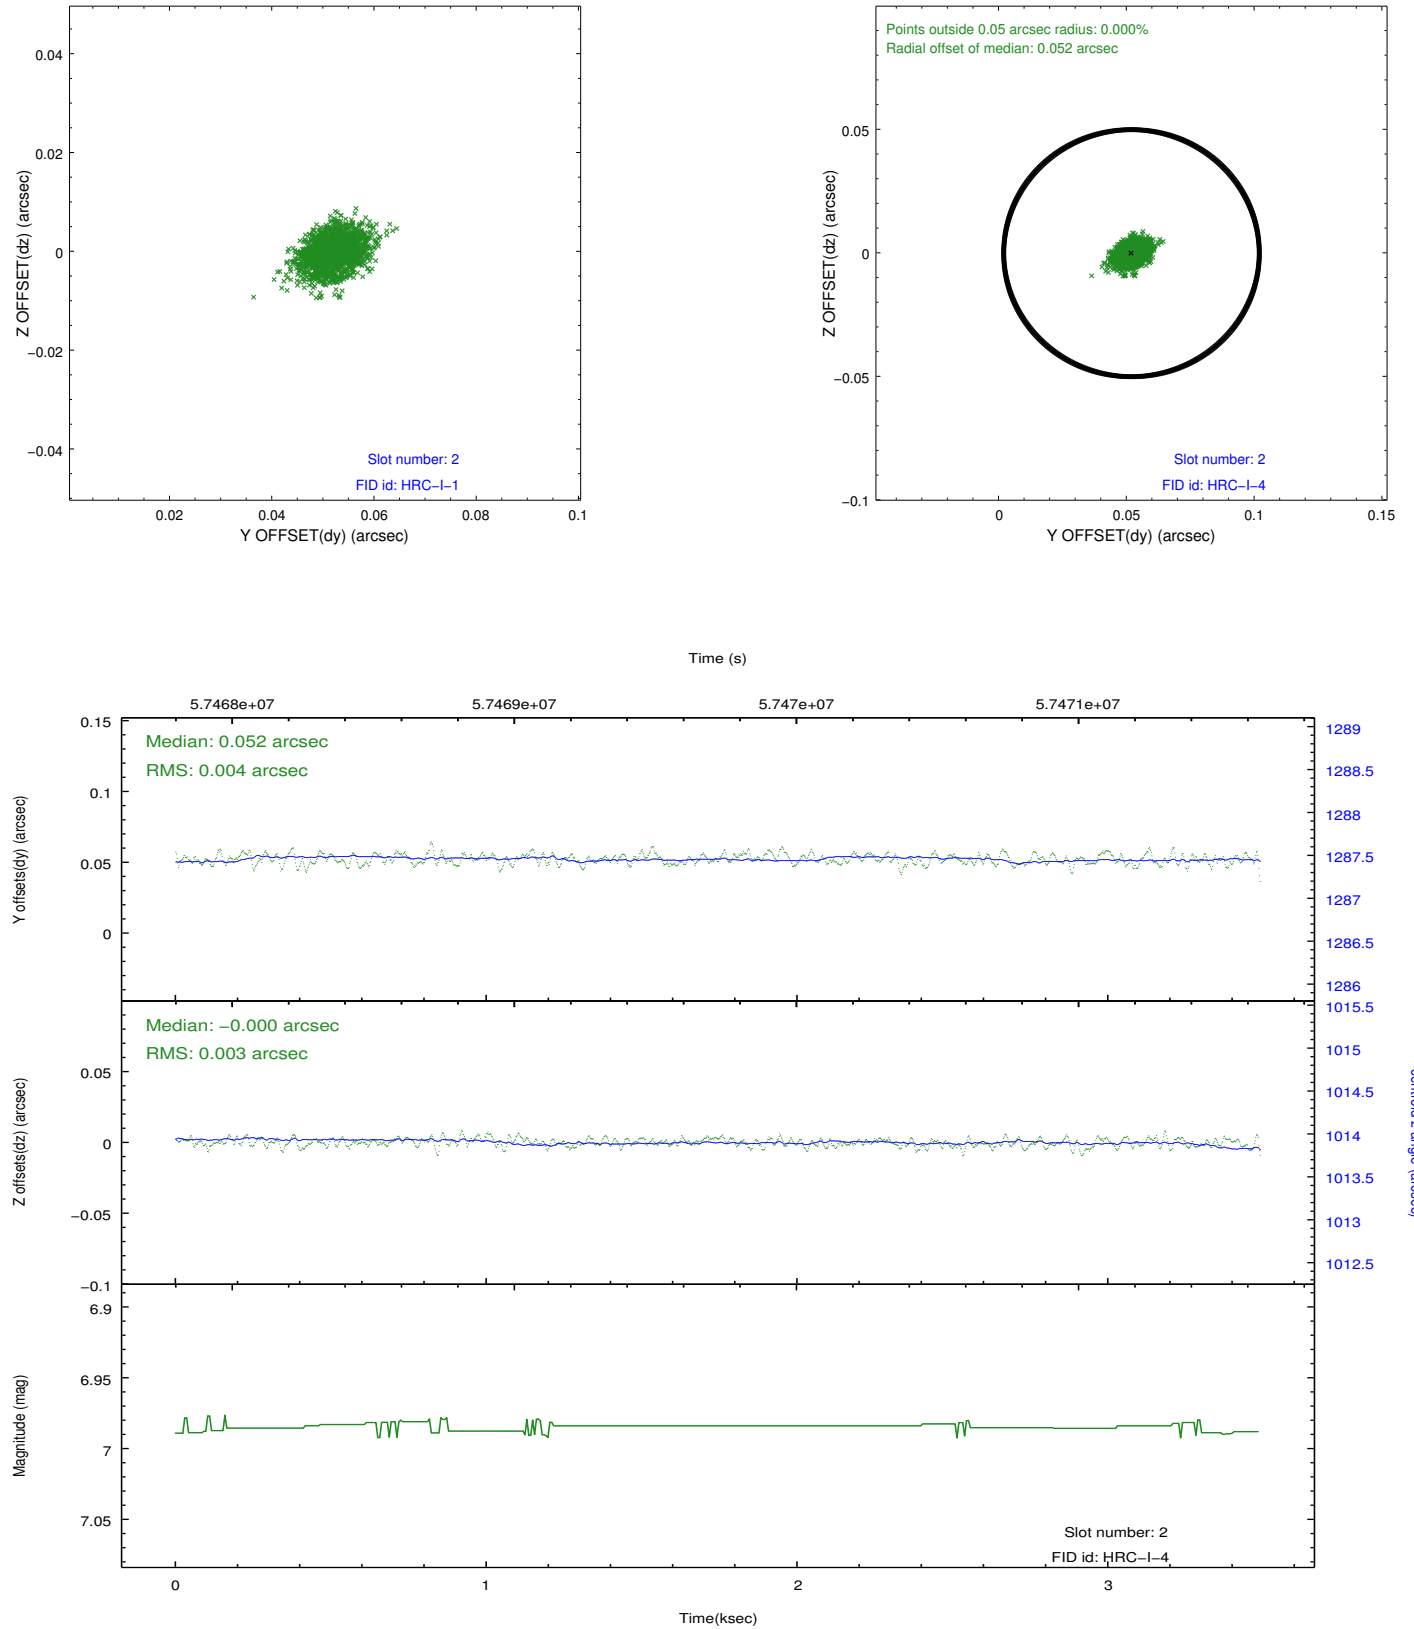 0.04
0.02
0
−0.02
−0.04
Z OFFSET(dz) (arcsec)
Slot number: 2
FID id: HRC−I−1
0.02 0.04 0.06 0.08 0.1
Y OFFSET(dy) (arcsec)
Points outside 0.05 arcsec radius: 0.000%
Radial offset of median: 0.052 arcsec
0.05
0
−0.05
−0.1
Z OFFSET(dz) (arcsec)
Slot number: 2
FID id: HRC−I−4
0 0.05 0.1 0.15
Y OFFSET(dy) (arcsec)
Time (s)
5.7468e+07 5.7469e+07 5.747e+07 5.7471e+07
0.15
0.1
0.05
0
Y offsets(dy) (arcsec)
Median: 0.052 arcsec
RMS: 0.004 arcsec
1289
1288.5
1288
1287.5
1287
1286.5
1286
0.05
0
−0.05
−0.1
Z offsets(dz) (arcsec)
Median: −0.000 arcsec
RMS: 0.003 arcsec
1015.5
1015
1014.5
1014
1013.5
1013
1012.5
6.9
6.95
7
7.05
Magnitude (mag)
Slot number: 2
FID id: HRC−I−4
0 1 2 3
Time(ksec)